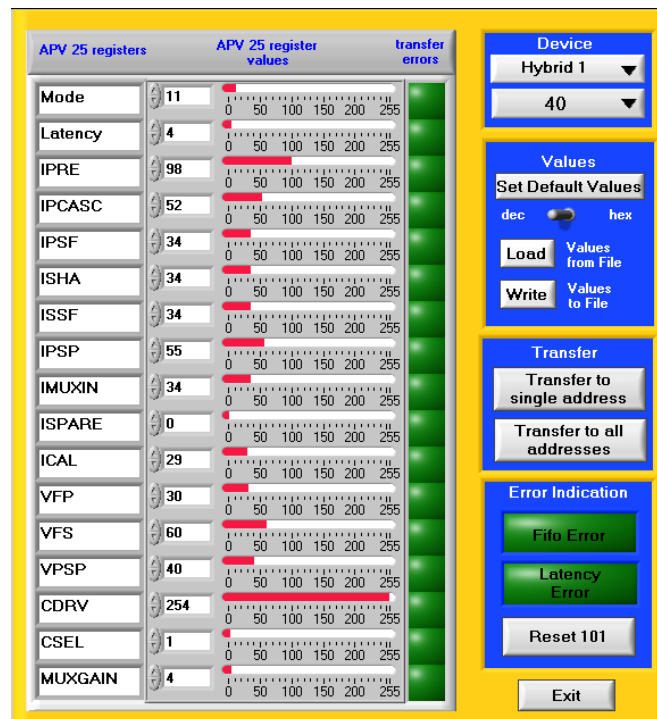 APV 25 registers
APV 25 register
values
transfer
errors
Mode 11
0 50 100 150 200 255
Latency 4
0 50 100 150 200 255
IPRE 98
0 50 100 150 200 255
IPCASC 52
0 50 100 150 200 255
IPSF 34
0 50 100 150 200 255
ISHA 34
0 50 100 150 200 255
ISSF 34
0 50 100 150 200 255
IPSP 55
0 50 100 150 200 255
IMUXIN 34
0 50 100 150 200 255
ISPARE 0
0 50 100 150 200 255
ICAL 29
0 50 100 150 200 255
VFP 30
0 50 100 150 200 255
VFS 60
0 50 100 150 200 255
VPSP 40
0 50 100 150 200 255
CDRV 254
0 50 100 150 200 255
CSEL 1
0 50 100 150 200 255
MUXGAIN 4
0 50 100 150 200 255
Device
Hybrid 1
40
Values
Set Default Values
dec hex
Load
Values
from File
Write
Values
to File
Transfer
Transfer to
single address
Transfer to all
addresses
Error Indication
Fifo Error
Latency
Error
Reset 101
Exit